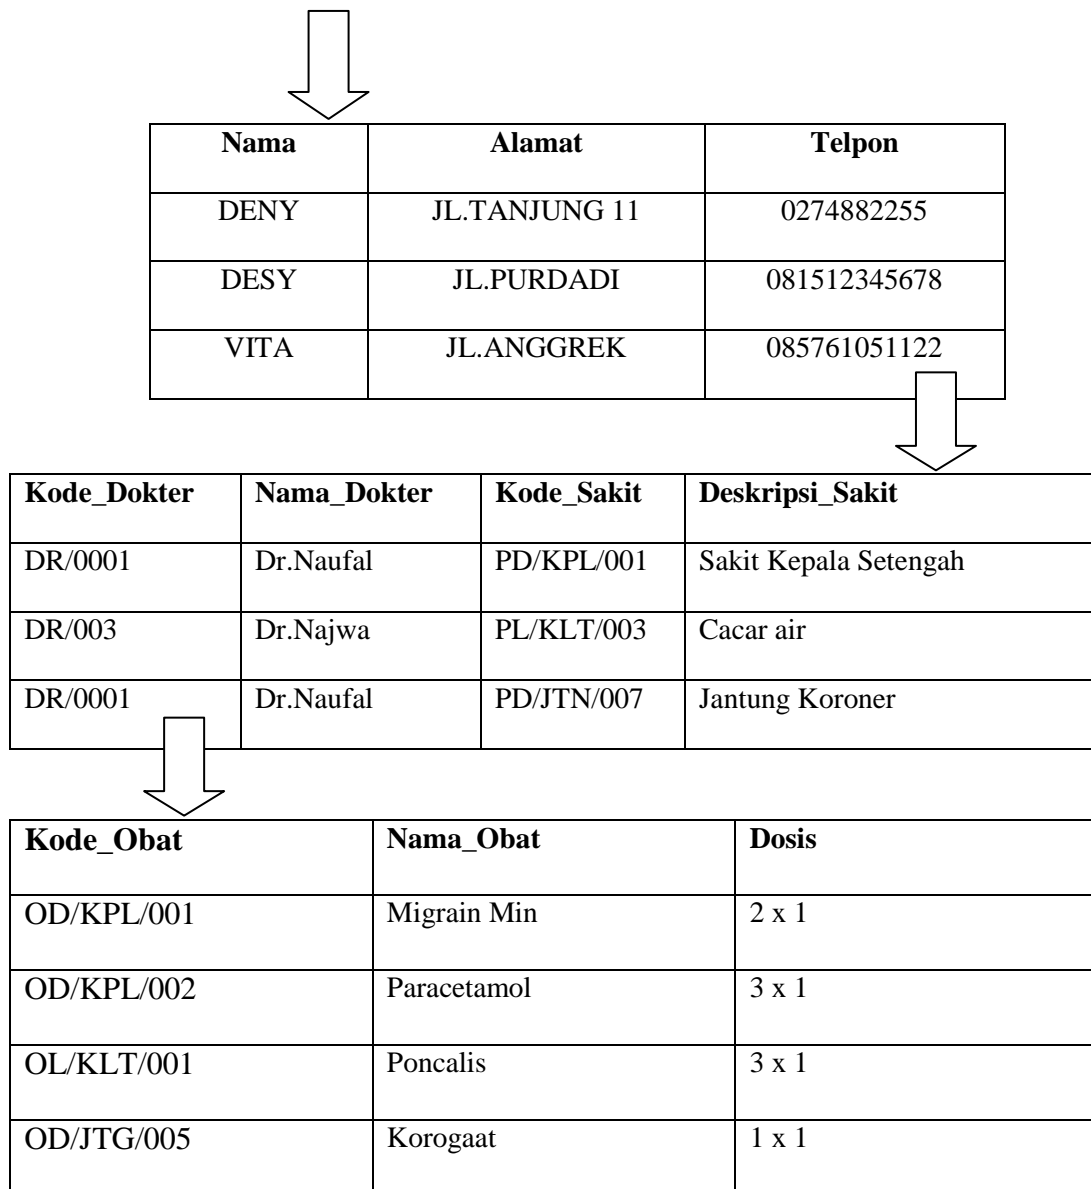 Nama Alamat Telpon
DENY JL.TANJUNG 11 0274882255
DESY JL.PURDADI 081512345678
VITA JL.ANGGREK 085761051122
Kode_Dokter Nama_Dokter Kode_Sakit Deskripsi_Sakit
DR/0001 Dr.Naufal PD/KPL/001 Sakit Kepala Setengah
DR/003 Dr.Najwa PL/KLT/003 Cacar air
DR/0001 Dr.Naufal PD/JTN/007 Jantung Koroner
Kode_Obat Nama_Obat Dosis
OD/KPL/001 Migrain Min 2 x 1
OD/KPL/002 Paracetamol 3 x 1
OL/KLT/001 Poncalis 3 x 1
OD/JTG/005 Korogaat 1 x 1